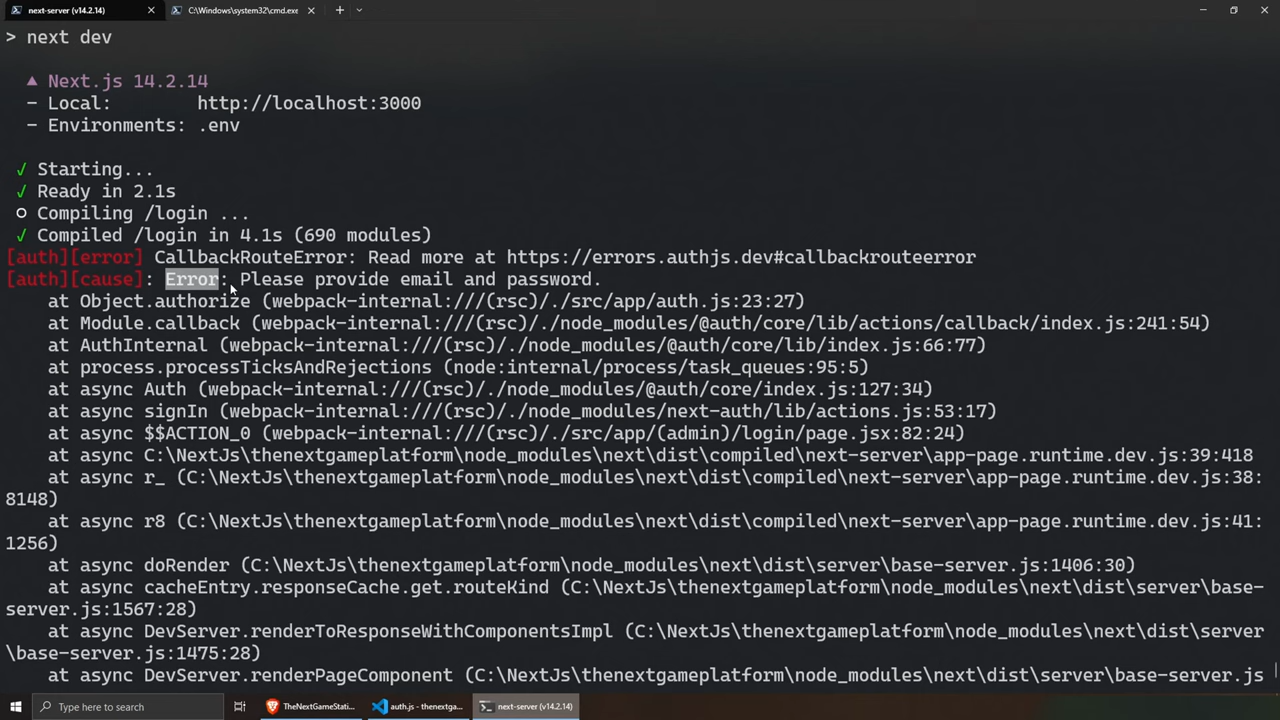 next-server (v14.2.14)
C:\Windows\system32\cmd.exe
> next dev
▲ Next.js 14.2.14
- Local: http://localhost:3000
- Environments: .env
✓ Starting...
✓ Ready in 2.1s
○ Compiling /login ...
✓ Compiled /login in 4.1s (690 modules)
[auth][error] CallbackRouteError: Read more at https://errors.authjs.dev#callbackrouteerror
[auth][cause]: Error: Please provide email and password.
at Object.authorize (webpack-internal:///(rsc)/./src/app/auth.js:23:27)
at Module.callback (webpack-internal:///(rsc)/./node_modules/@auth/core/lib/actions/callback/index.js:241:54)
at AuthInternal (webpack-internal:///(rsc)/./node_modules/@auth/core/lib/index.js:66:77)
at process.processTicksAndRejections (node:internal/process/task_queues:95:5)
at async Auth (webpack-internal:///(rsc)/./node_modules/@auth/core/index.js:127:34)
at async signIn (webpack-internal:///(rsc)/./node_modules/next-auth/lib/actions.js:53:17)
at async $$ACTION_0 (webpack-internal:///(rsc)/./src/app/(admin)/login/page.jsx:82:24)
at async C:\NextJs\thenextgameplatform\node_modules\next\dist\compiled\next-server\app-page.runtime.dev.js:39:418
at async r_ (C:\NextJs\thenextgameplatform\node_modules\next\dist\compiled\next-server\app-page.runtime.dev.js:38:
8148)
at async r8 (C:\NextJs\thenextgameplatform\node_modules\next\dist\compiled\next-server\app-page.runtime.dev.js:41:
1256)
at async doRender (C:\NextJs\thenextgameplatform\node_modules\next\dist\server\base-server.js:1406:30)
at async cacheEntry.responseCache.get.routeKind (C:\NextJs\thenextgameplatform\node_modules\next\dist\server\base-
server.js:1567:28)
at async DevServer.renderToResponseWithComponentsImpl (C:\NextJs\thenextgameplatform\node_modules\next\dist\server
\base-server.js:1475:28)
at async DevServer.renderPageComponent (C:\NextJs\thenextgameplatform\node_modules\next\dist\server\base-server.js
Type here to search
TheNextGameStati...
auth.js - thenextga...
next-server (v14.2.14)